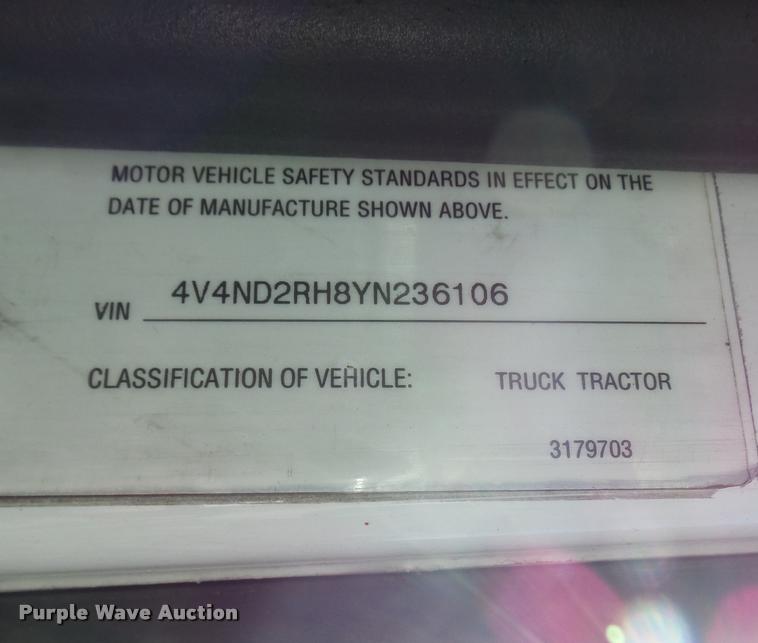 MOTOR VEHICLE SAFETY STANDARDS IN EFFECT ON THE
DATE OF MANUFACTURE SHOWN ABOVE.
VIN 4V4ND2RH8YN236106
CLASSIFICATION OF VEHICLE: TRUCK TRACTOR
3179703
Purple Wave Auction